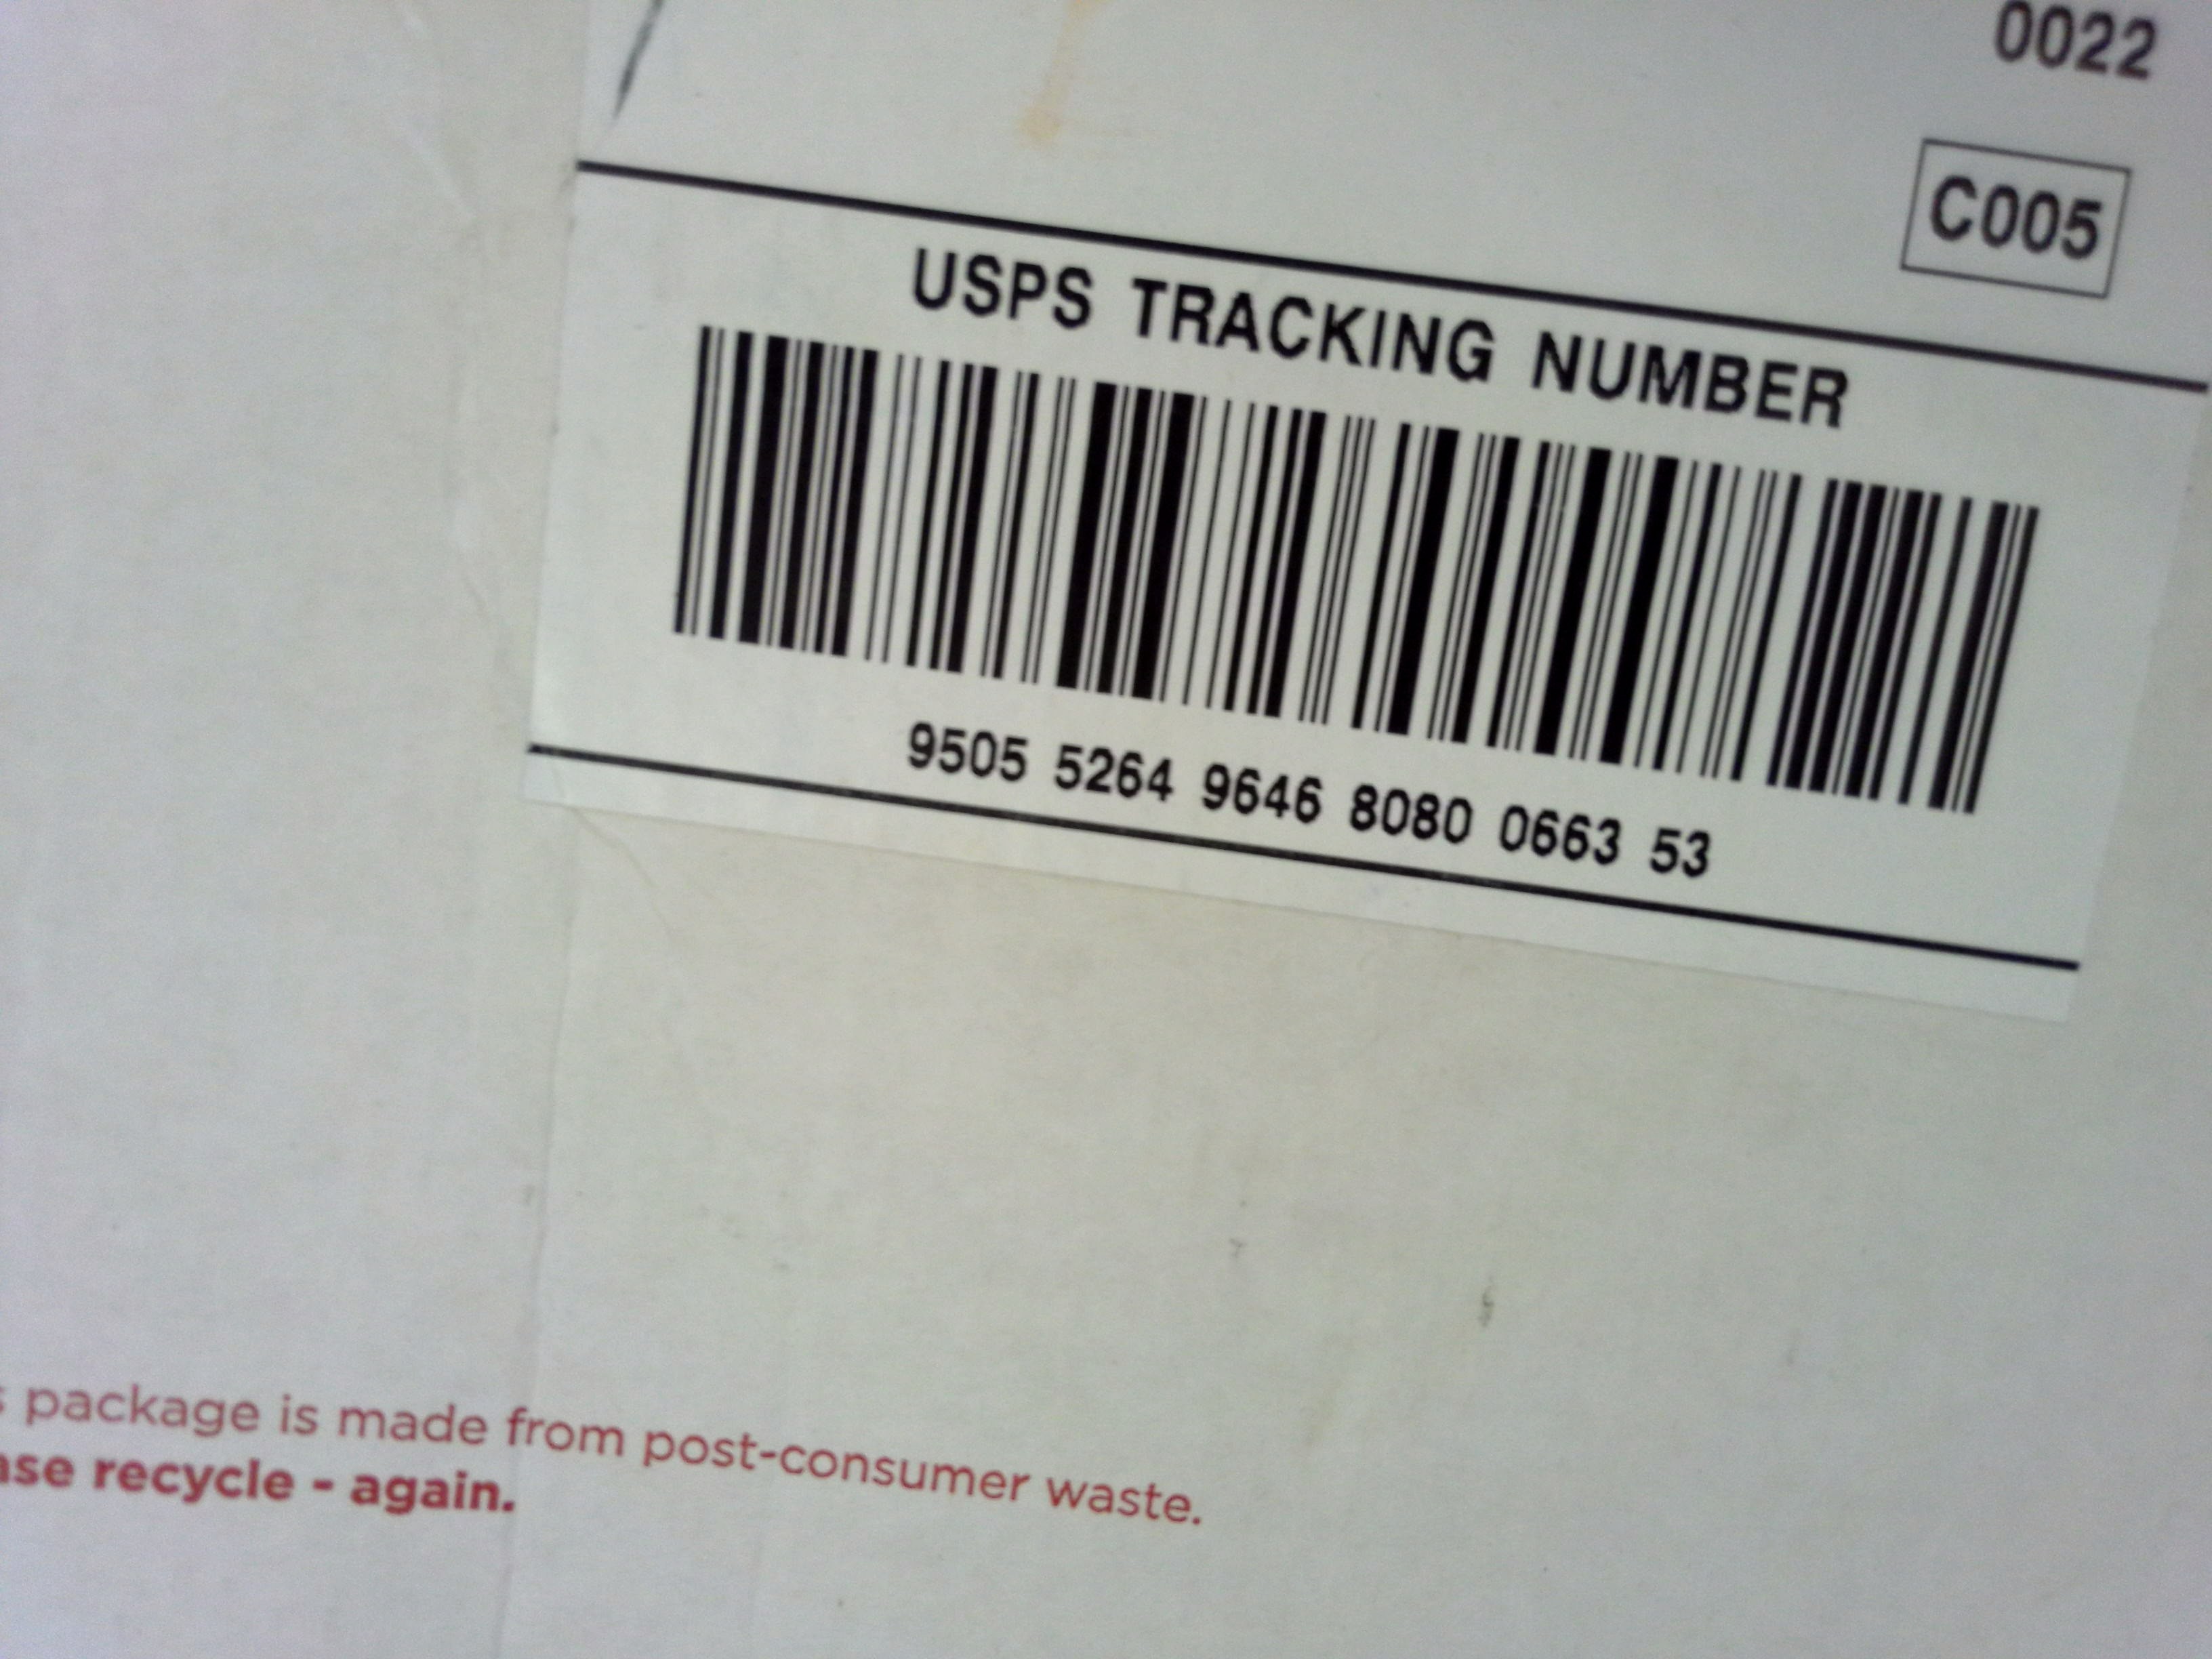 0022
C005
USPS TRACKING NUMBER
9505 5264 9646 8080 0663 53
package is made from post-consumer waste.
recycle - again.